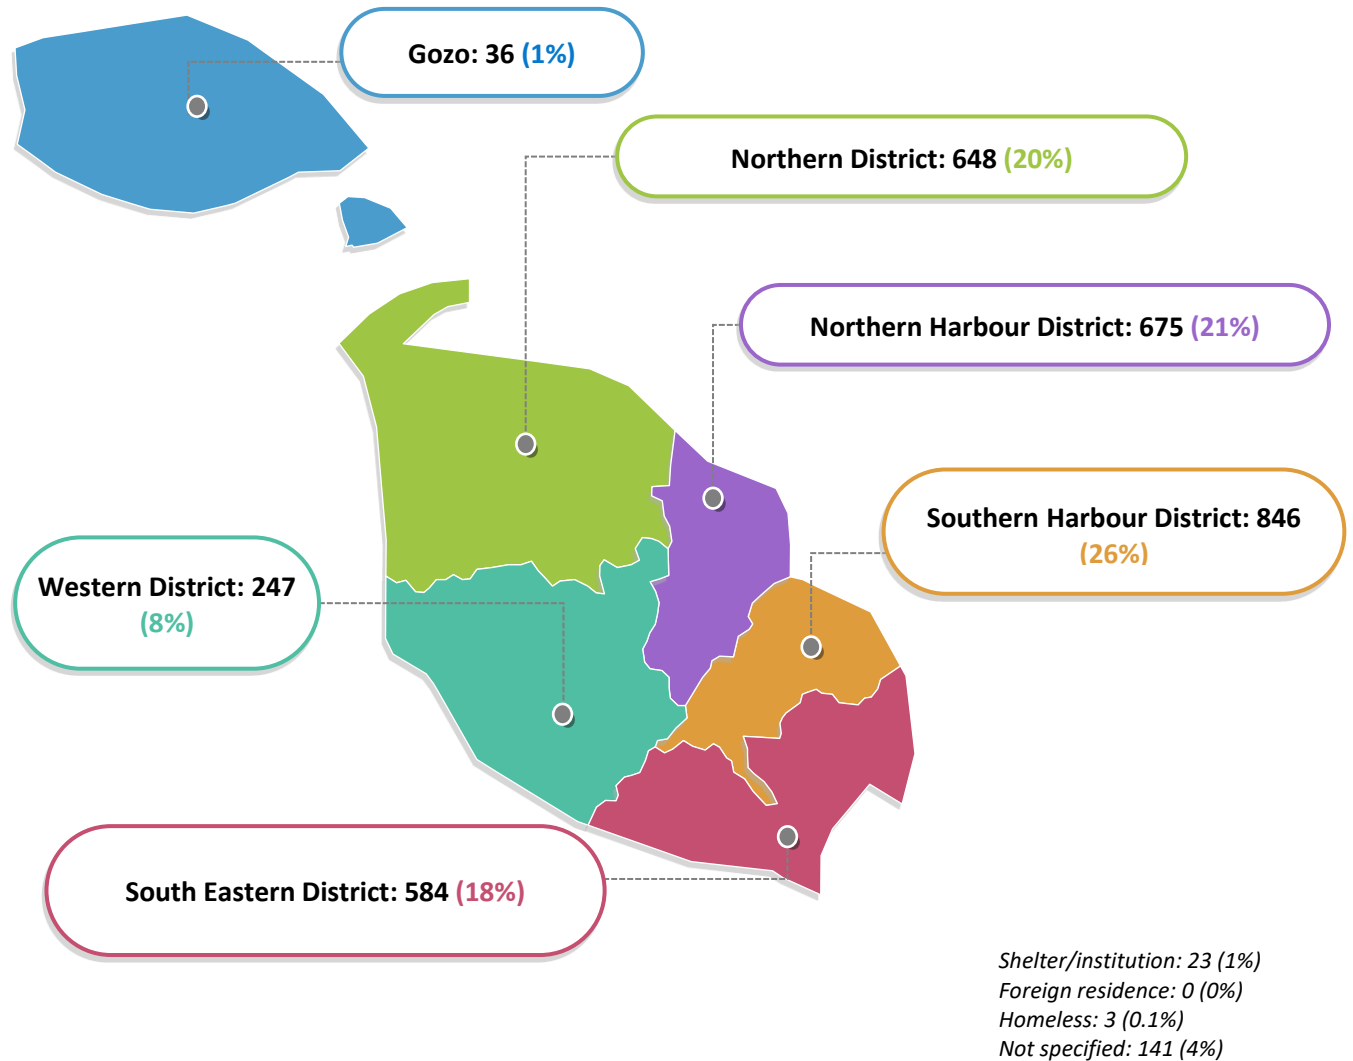 Gozo: 36 (1%)
Northern District: 648 (20%)
Northern Harbour District: 675 (21%)
Southern Harbour District: 846
(26%)
Western District: 247
(8%)
South Eastern District: 584 (18%)
Shelter/institution: 23 (1%)
Foreign residence: 0 (0%)
Homeless: 3 (0.1%)
Not specified: 141 (4%)